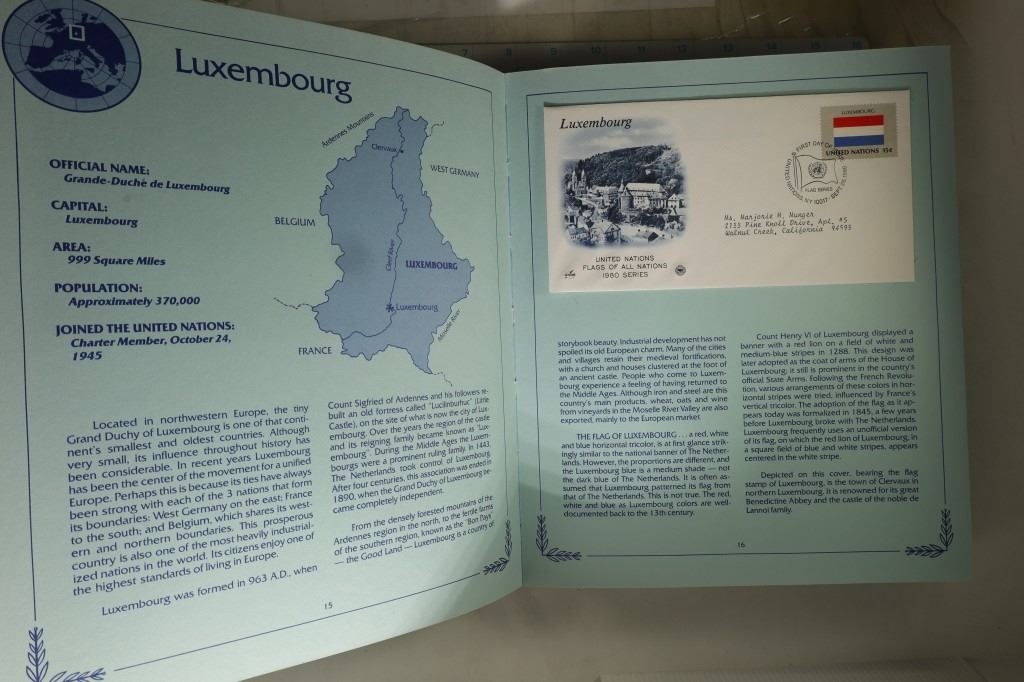 Luxembourg
OFFICIAL NAME:
Grande-Duché de Luxembourg
CAPITAL:
Luxembourg
AREA:
999 Square Miles
POPULATION:
Approximately 370,000
JOINED THE UNITED NATIONS:
Charter Member, October 24,
1945
Ardennes Mountains
Clervaux
WEST GERMANY
BELGIUM
Clerf River
LUXEMBOURG
Luxembourg
Moselle River
FRANCE
Located in northwestern Europe, the tiny
Grand Duchy of Luxembourg is one of that conti-
nent's smallest and oldest countries. Although
very small, its influence throughout history has
been considerable. In recent years Luxembourg
has been the center of the movement for a unified
Europe. Perhaps this is because its ties have always
been strong with each of the 3 nations that form
its boundaries: West Germany on the east; France
to the south; and Belgium, which shares its west-
ern and northern boundaries. This prosperous
country is also one of the most heavily industrial-
ized nations in the world. Its citizens enjoy one of
the highest standards of living in Europe.
Luxembourg was formed in 963 A.D., when
Count Sigfried of Ardennes and his followers re-
built an old fortress called "Lucilinburhuc" (Little
Castle), on the site of what is now the city of Lux-
embourg. Over the years the region of the castle
and its reigning family became known as "Lux-
embourg". During the Middle Ages the Luxem-
bourgs were a prominent ruling family. In 1443,
The Netherlands took control of Luxembourg.
After four centuries, this association was ended in
1890, when the Grand Duchy of Luxembourg be-
came completely independent.
From the densely forested mountains of the
Ardennes region in the north, to the fertile farms
of the southern region, known as the "Bon Pays,"
— the Good Land — Luxembourg is a country of
15
7 8 9 10 11 12 13 14 15 16
Luxembourg
LUXEMBOURG
UNITED NATIONS 15¢
FIRST DAY OF
UNITED NATIONS, NY 10017
FLAG SERIES
Ms. Marjorie H. Munger
1133 Pine Knoll Drive, Apt. #5
Walnut Creek, California 94595
UNITED NATIONS
FLAGS OF ALL NATIONS
1980 SERIES
storybook beauty. Industrial development has not
spoiled its old European charm. Many of the cities
and villages retain their medieval fortifications,
with a church and houses clustered at the foot of
an ancient castle. People who come to Luxem-
bourg experience a feeling of having returned to
the Middle Ages. Although iron and steel are this
country's main products, wheat, oats and wine
from vineyards in the Moselle River Valley are also
exported, mainly to the European market.
THE FLAG OF LUXEMBOURG . . . a red, white
and blue horizontal tricolor, is at first glance strik-
ingly similar to the national banner of The Nether-
lands. However, the proportions are different, and
the Luxembourg blue is a medium shade — not
the dark blue of The Netherlands. It is often as-
sumed that Luxembourg patterned its flag from
that of The Netherlands. This is not true. The red,
white and blue as Luxembourg colors are well-
documented back to the 13th century.
Count Henry VI of Luxembourg displayed a
banner with a red lion on a field of white and
medium-blue stripes in 1288. This design was
later adopted as the coat of arms of the House of
Luxembourg; it still is prominent in the country's
official State Arms. Following the French Revolu-
tion, various arrangements of these colors in hor-
izontal stripes were tried, influenced by France's
vertical tricolor. The adoption of the flag as it ap-
pears today was formalized in 1845, a few years
before Luxembourg broke with The Netherlands.
Luxembourg frequently uses an unofficial version
of its flag, on which the red lion of Luxembourg, in
a square field of blue and white stripes, appears
centered in the white stripe.
Depicted on this cover, bearing the flag
stamp of Luxembourg, is the town of Clervaux in
northern Luxembourg. It is renowned for its great
Benedictine Abbey and the castle of the noble de
Lannoi family.
16